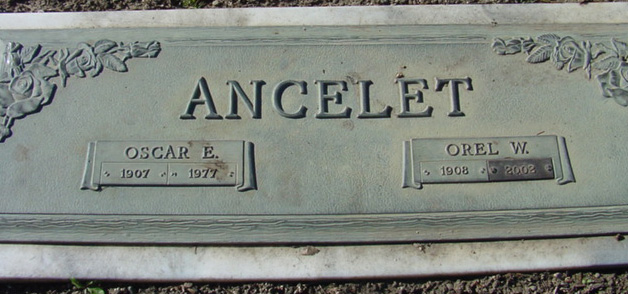 ANCELET
OSCAR E.
1907 1977
OREL W.
1908 2002